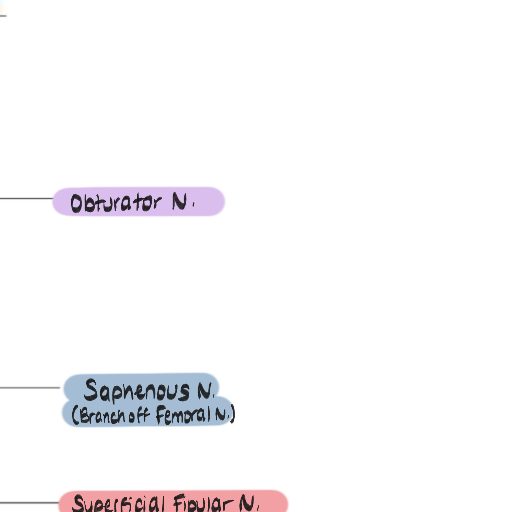 Obturator N.
Saphenous N.
(Branch off Femoral N.)
Superficial Fibular N.